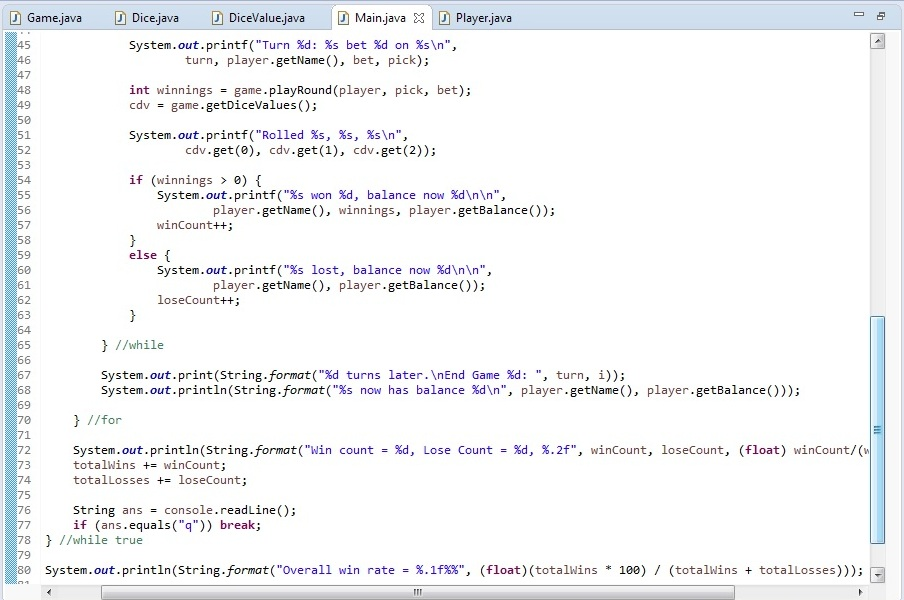 Game.java Dice.java DiceValue.java Main.java Player.java
45 System.out.printf("Turn %d: %s bet %d on %s\n",
46 turn, player.getName(), bet, pick);
47
48 int winnings = game.playRound(player, pick, bet);
49 cdv = game.getDiceValues();
50
51 System.out.printf("Rolled %s, %s, %s\n",
52 cdv.get(0), cdv.get(1), cdv.get(2));
53
54 if (winnings > 0) {
55 System.out.printf("%s won %d, balance now %d\n\n",
56 player.getName(), winnings, player.getBalance());
57 winCount++;
58 }
59 else {
60 System.out.printf("%s lost, balance now %d\n\n",
61 player.getName(), player.getBalance());
62 loseCount++;
63 }
64
65 } //while
66
67 System.out.print(String.format("%d turns later.\nEnd Game %d: ", turn, i));
68 System.out.println(String.format("%s now has balance %d\n", player.getName(), player.getBalance()));
69
70 } //for
71
72 System.out.println(String.format("Win count = %d, Lose Count = %d, %.2f", winCount, loseCount, (float) winCount/(w
73 totalWins += winCount;
74 totalLosses += loseCount;
75
76 String ans = console.readLine();
77 if (ans.equals("q")) break;
78 } //while true
79
80 System.out.println(String.format("Overall win rate = %.1f%%", (float)(totalWins * 100) / (totalWins + totalLosses)));